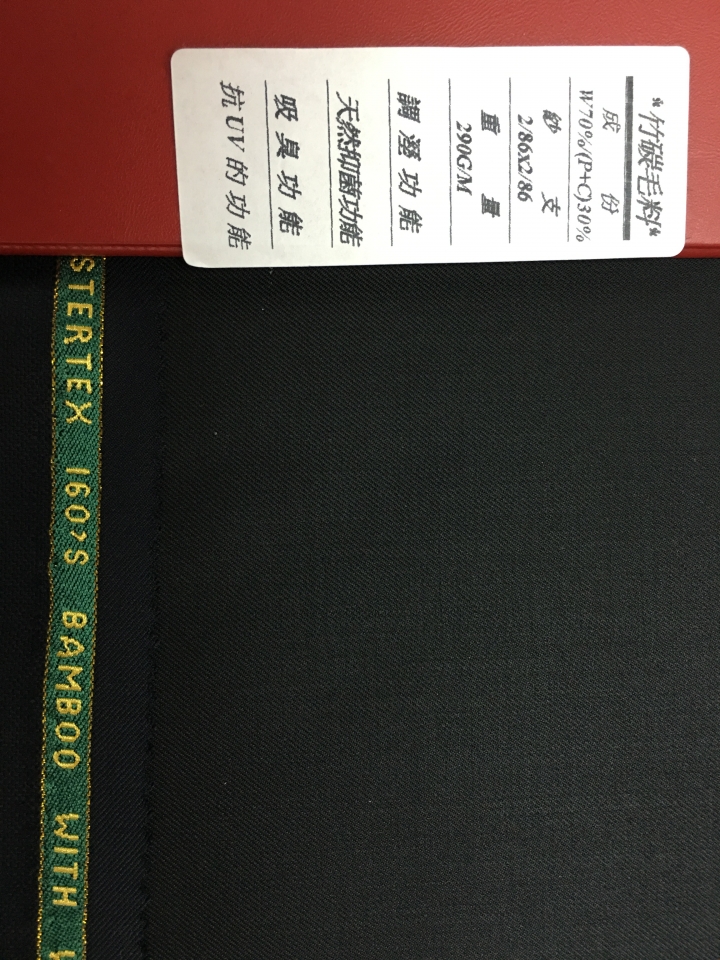 "竹碳毛料"
成份
W70%/(P+C)30%
紗支
2/86x2/86
重量
290G/M
調溼功能
天然抑菌功能
吸臭功能
抗UV的功能
STERTEX 160'S BAMBOO WITH